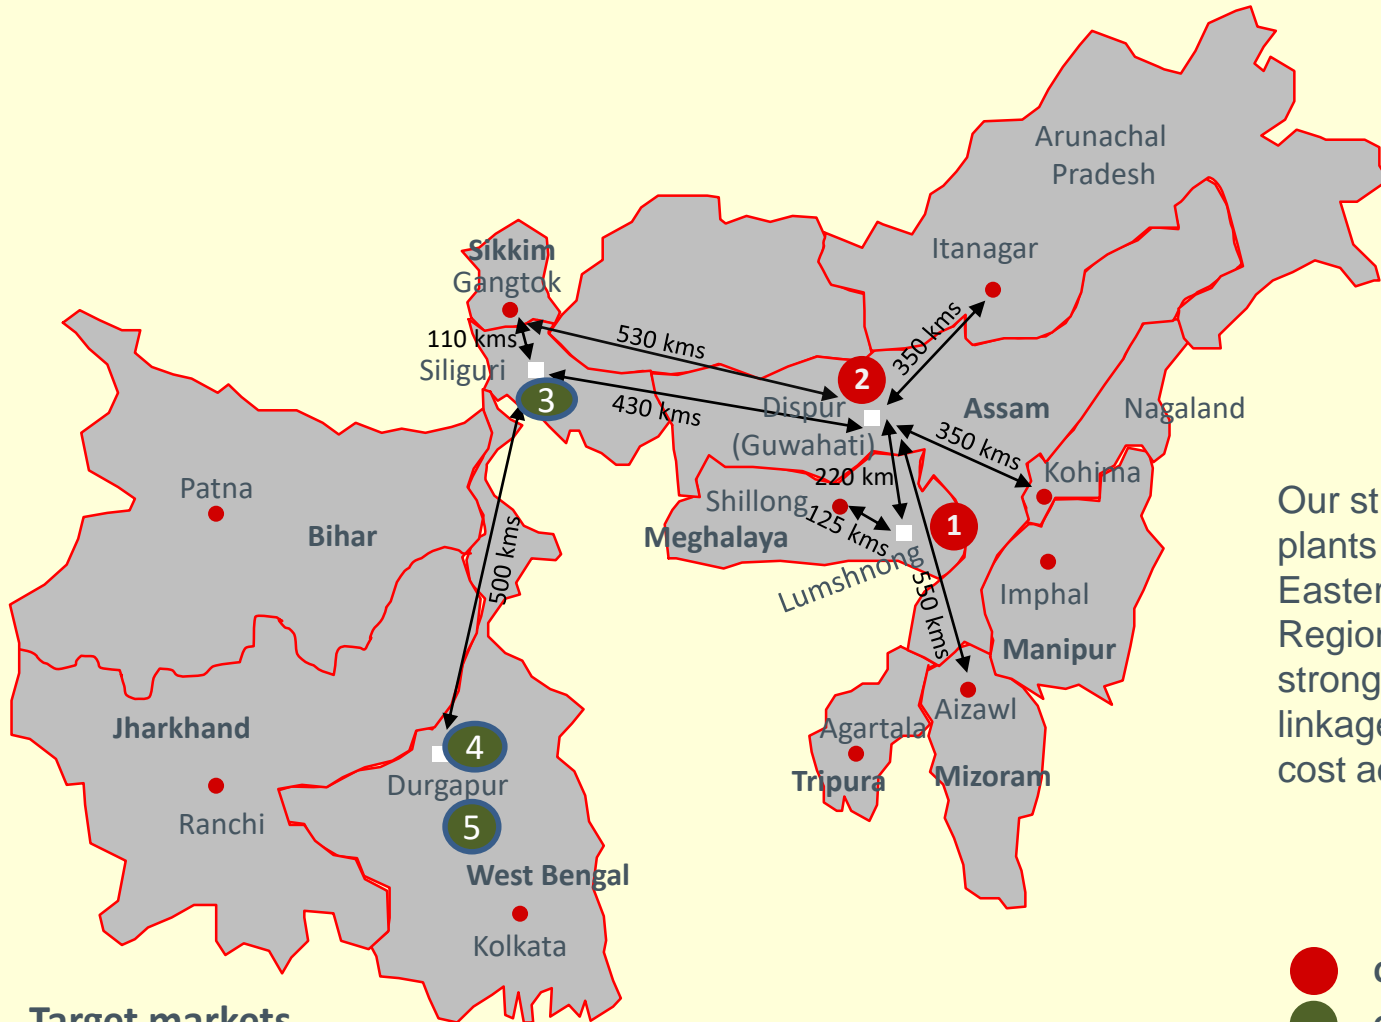 Arunachal
Pradesh
Itanagar
Sikkim
Gangtok
110 kms
530 kms
350 kms
Siliguri
2
3
430 kms
Dispur
(Guwahati)
Assam
Nagaland
350 kms
Kohima
220 km
Shillong
125 kms
1
Meghalaya
Lumshnong
Patna
Bihar
500 kms
550 kms
Imphal
Manipur
Aizawl
Agartala
Tripura
Mizoram
Jharkhand
Ranchi
4
Durgapur
5
West Bengal
Kolkata
Our st
plants
Easter
Region
strong
linkage
cost a
Target markets